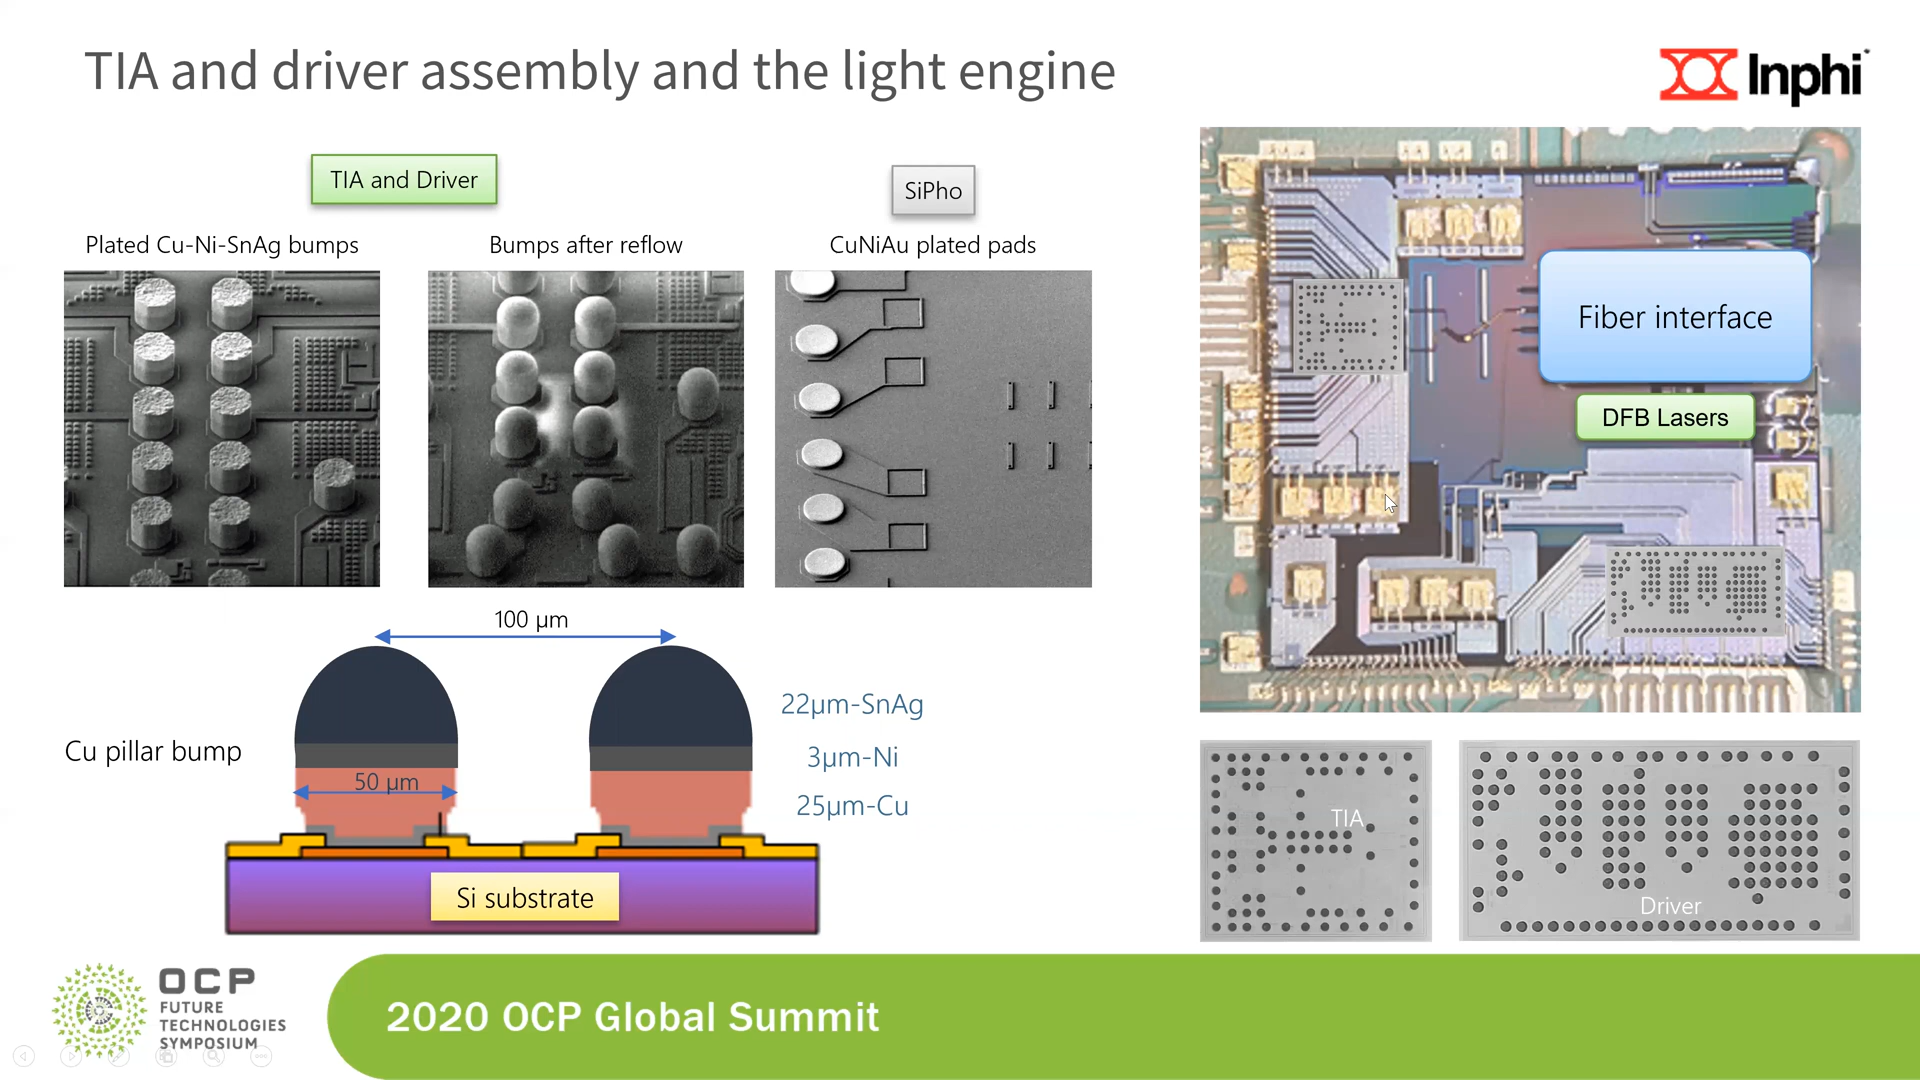 TIA and driver assembly and the light engine
Inphi
TIA and Driver
SiPho
Plated Cu-Ni-SnAg bumps
Bumps after reflow
CuNiAu plated pads
Fiber interface
DFB Lasers
100 µm
22µm-SnAg
Cu pillar bump
3µm-Ni
50 µm
25µm-Cu
Si substrate
TIA
Driver
OCP
FUTURE
TECHNOLOGIES
SYMPOSIUM
2020 OCP Global Summit